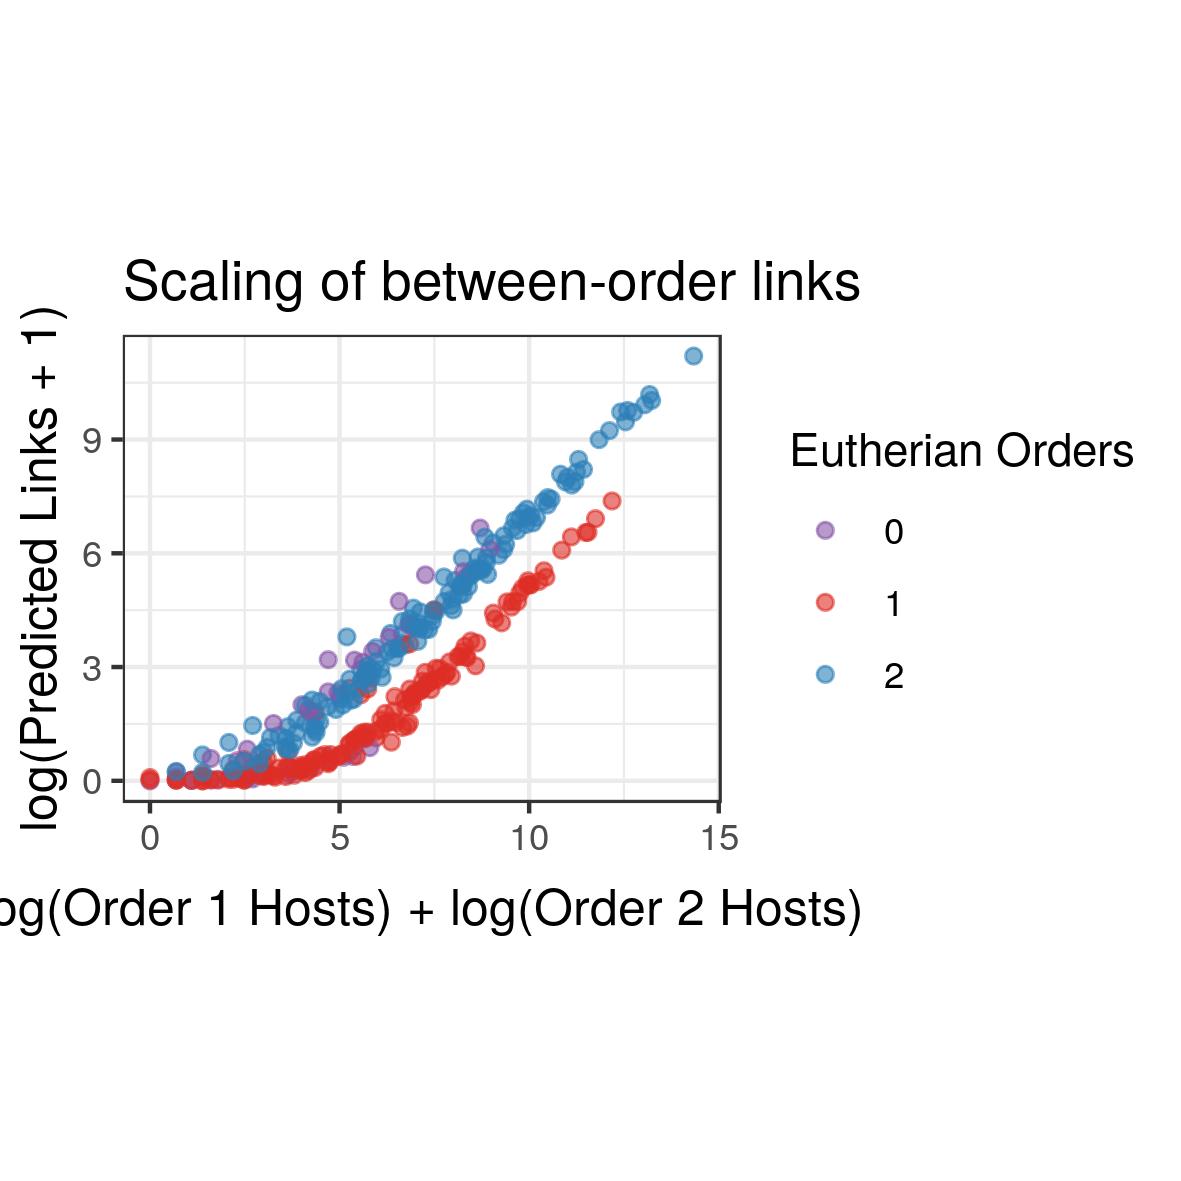 Scaling of between-order links
log(Predicted Links + 1)
9
6
3
0
0 5 10 15
og(Order 1 Hosts) + log(Order 2 Hosts)
Eutherian Orders
0
1
2